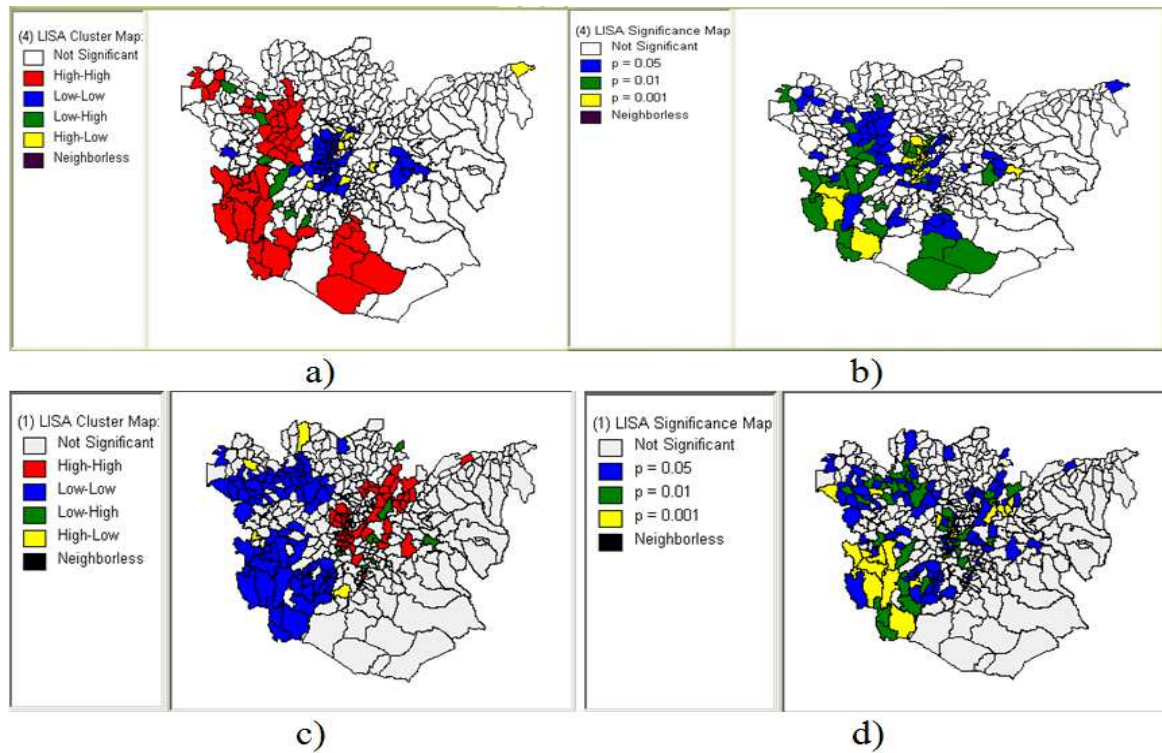 (4) LISA Cluster Map:
Not Significant
High-High
Low-Low
Low-High
High-Low
Neighborless
(4) LISA Significance Map
Not Significant
p = 0.05
p = 0.01
p = 0.001
Neighborless
a)
b)
(1) LISA Cluster Map:
Not Significant
High-High
Low-Low
Low-High
High-Low
Neighborless
(1) LISA Significance Map
Not Significant
p = 0.05
p = 0.01
p = 0.001
Neighborless
c)
d)